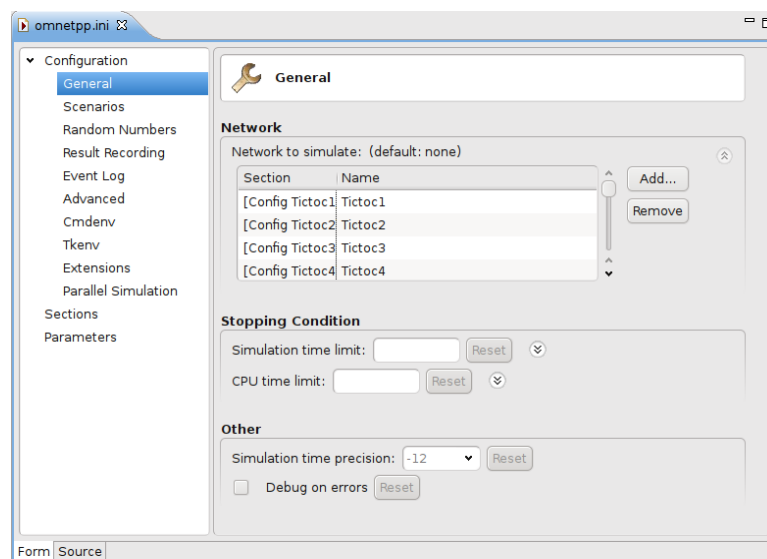 omnetpp.ini
Configuration
General
Scenarios
Random Numbers
Result Recording
Event Log
Advanced
Cmdenv
Tkenv
Extensions
Parallel Simulation
Sections
Parameters
General
Network
Network to simulate: (default: none)
Section Name
[Config Tictoc1 Tictoc1
[Config Tictoc2 Tictoc2
[Config Tictoc3 Tictoc3
[Config Tictoc4 Tictoc4
Add...
Remove
Stopping Condition
Simulation time limit: Reset
CPU time limit: Reset
Other
Simulation time precision: -12 Reset
Debug on errors Reset
Form Source